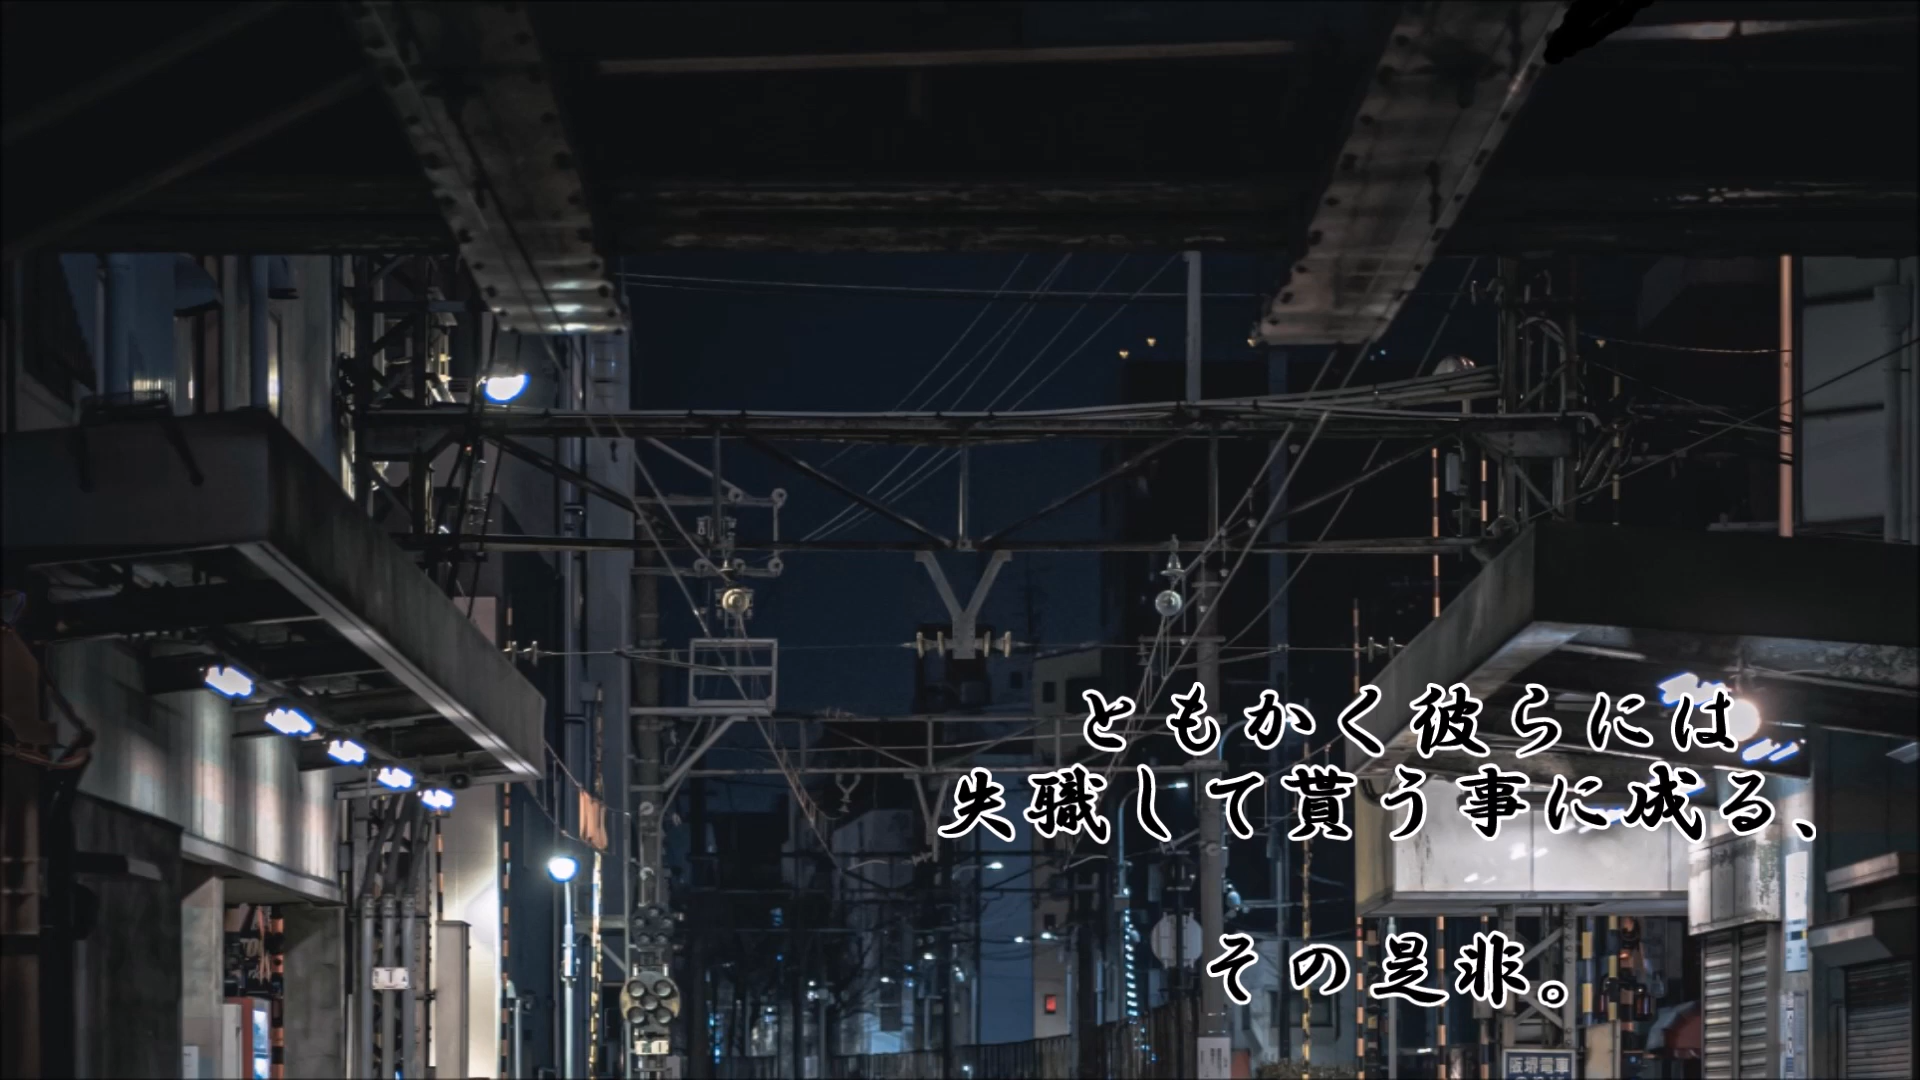 ともかく彼らには
失職して貰う事に成る、
その是非。
阪堺電車